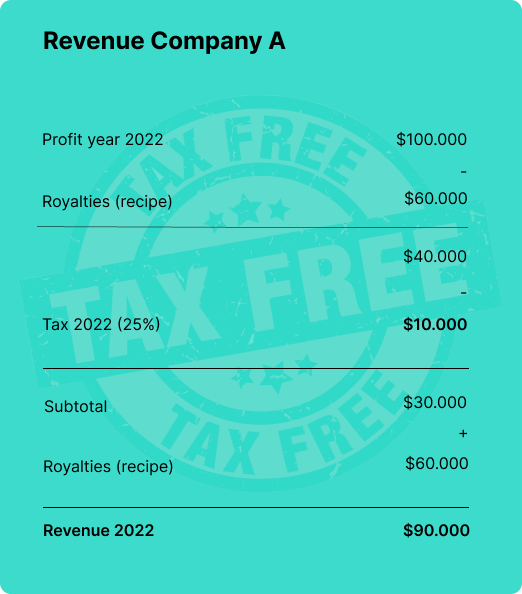 Revenue Company A
TAX FREE
Profit year 2022 $100.000
-
Royalties (recipe) $60.000
$40.000
-
TAX FREE
Tax 2022 (25%) $10.000
Subtotal $30.000
+
TAX FREE
Royalties (recipe) $60.000
Revenue 2022 $90.000